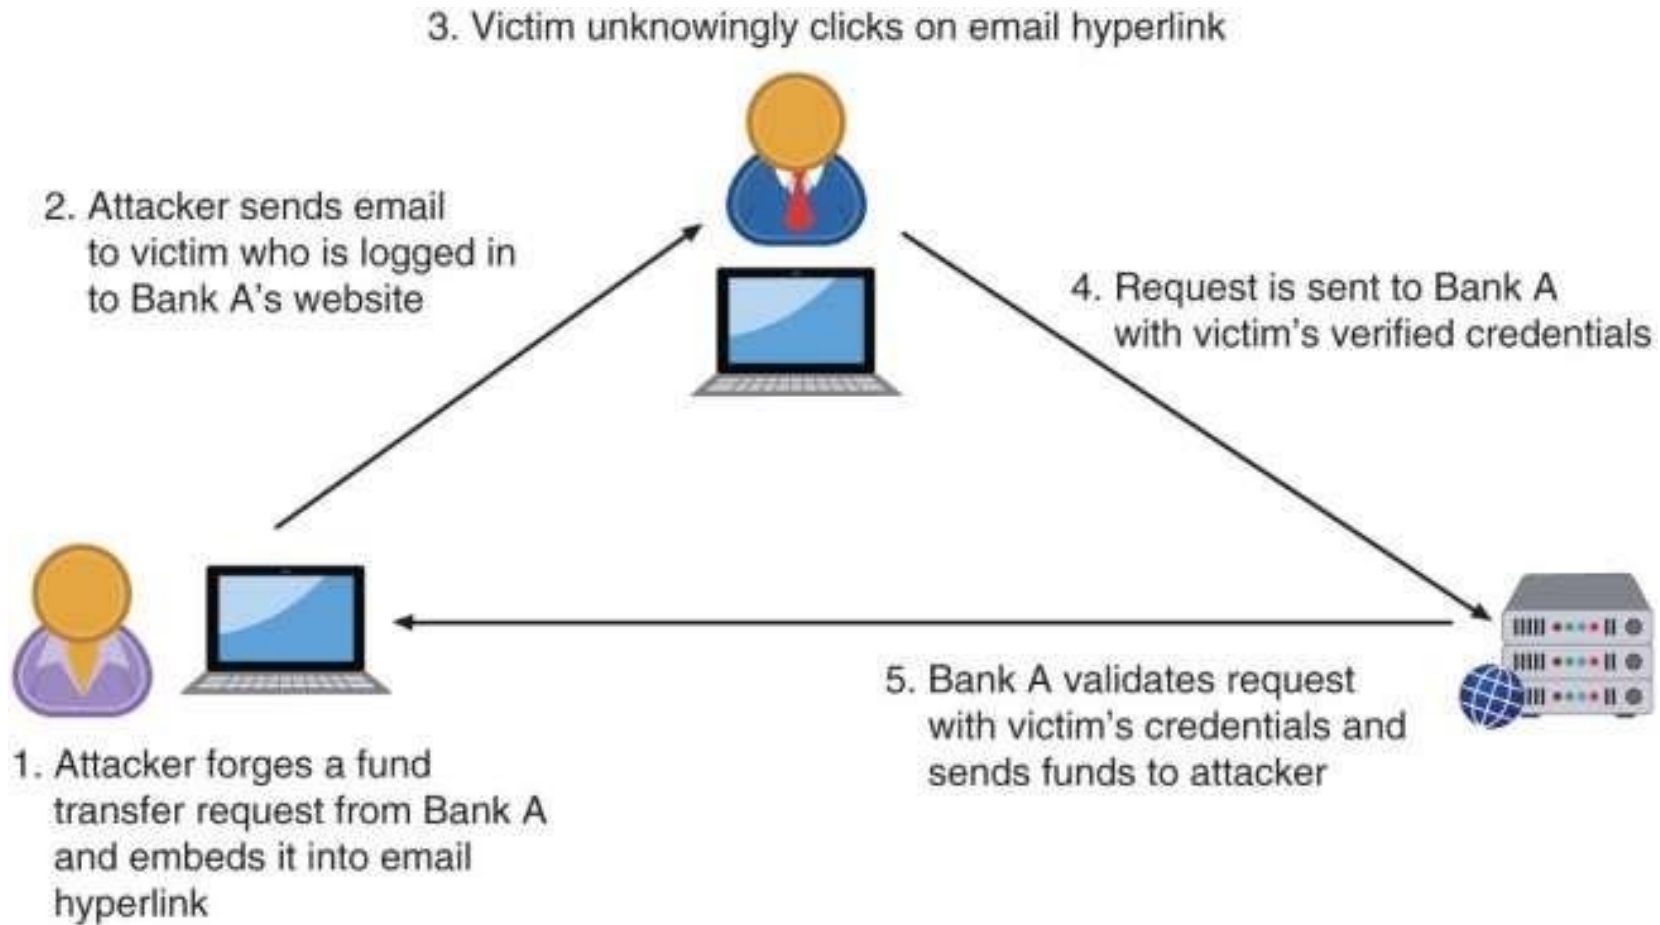 3. Victim unknowingly clicks on email hyperlink
2. Attacker sends email
to victim who is logged in
to Bank A's website
4. Request is sent to Bank A
with victim's verified credentials
5. Bank A validates request
with victim's credentials and
sends funds to attacker
1. Attacker forges a fund
transfer request from Bank A
and embeds it into email
hyperlink